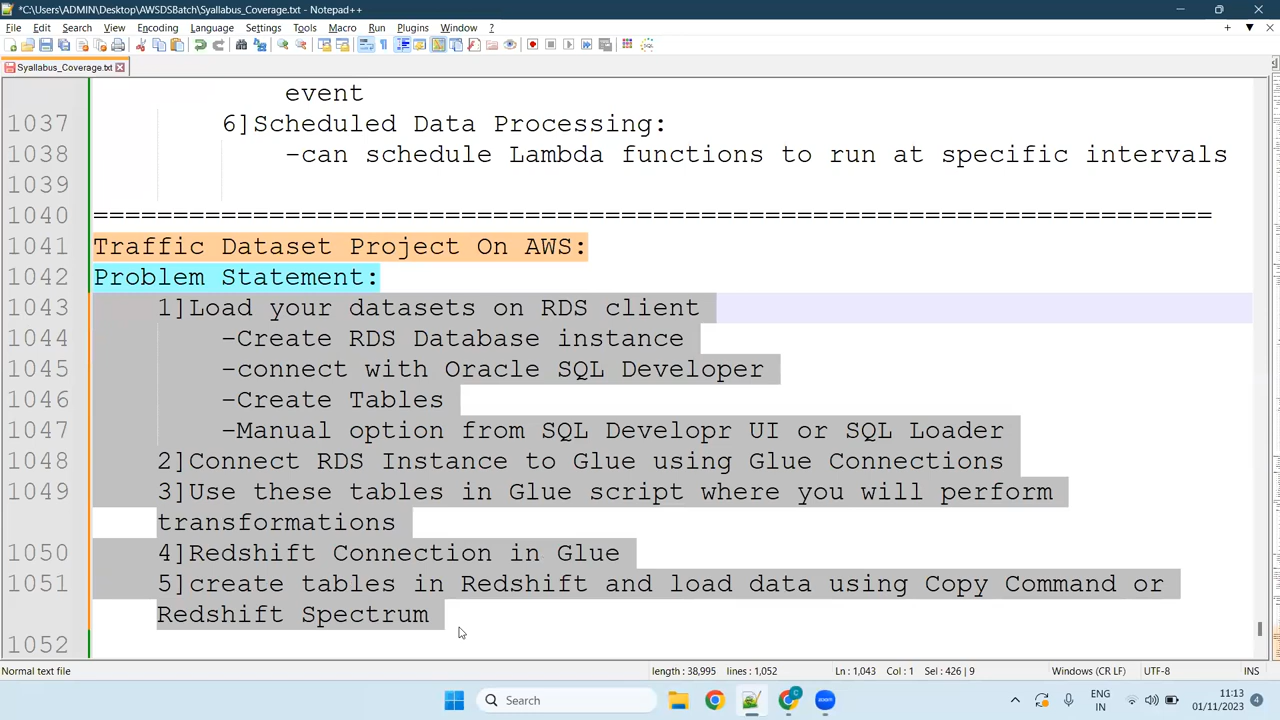 *C:\Users\ADMIN\Desktop\AWSDSBatch\Syallabus_Coverage.txt - Notepad++
File Edit Search View Encoding Language Settings Tools Macro Run Plugins Window ?
Syallabus_Coverage.txt
event
1037 6]Scheduled Data Processing:
1038 -can schedule Lambda functions to run at specific intervals
1039
1040 ======================================================================
1041 Traffic Dataset Project On AWS:
1042 Problem Statement:
1043 1]Load your datasets on RDS client
1044 -Create RDS Database instance
1045 -connect with Oracle SQL Developer
1046 -Create Tables
1047 -Manual option from SQL Developr UI or SQL Loader
1048 2]Connect RDS Instance to Glue using Glue Connections
1049 3]Use these tables in Glue script where you will perform
transformations
1050 4]Redshift Connection in Glue
1051 5]create tables in Redshift and load data using Copy Command or
Redshift Spectrum
1052
Normal text file length : 38,995 lines : 1,052 Ln : 1,043 Col : 1 Sel : 426 | 9 Windows (CR LF) UTF-8 INS
Search
zoom
ENG
IN
11:13
01/11/2023
4